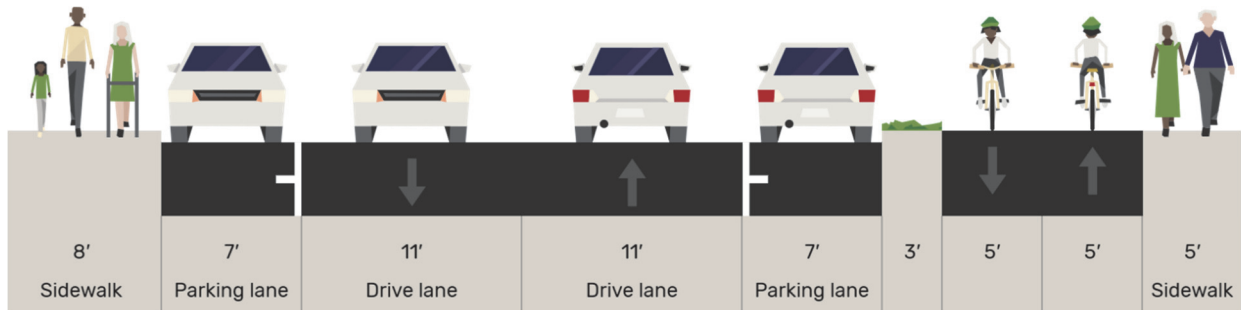 8′ 7′ 11′ 11′ 7′ 3′ 5′ 5′ 5′
Sidewalk Parking lane Drive lane Drive lane Parking lane Sidewalk